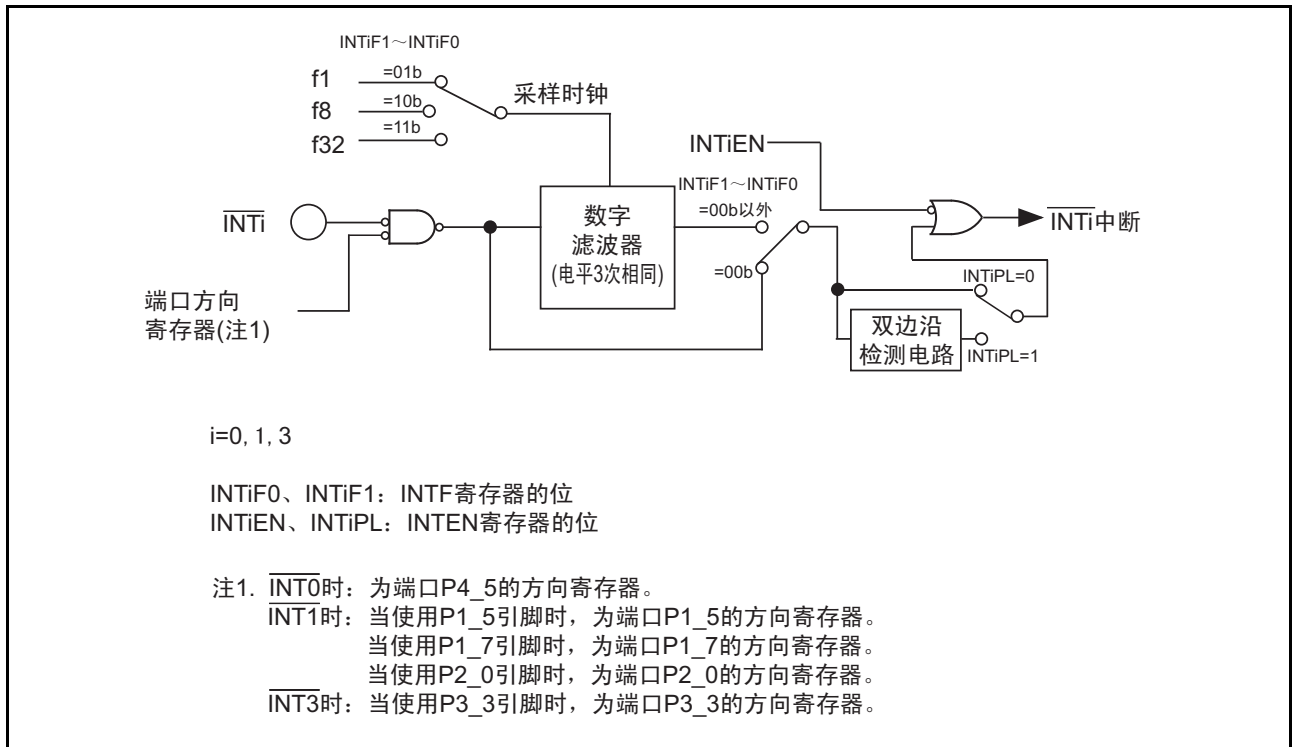 INTiF1～INTiF0
f1 =01b
f8 =10b
f32 =11b
采样时钟
INTiEN
INTi
端口方向
寄存器(注1)
数字
滤波器
(电平3次相同)
INTiF1～INTiF0
=00b以外
=00b
INTi中断
INTiPL=0
双边沿
检测电路
INTiPL=1
i=0, 1, 3
INTiF0、INTiF1：INTF寄存器的位
INTiEN、INTiPL：INTEN寄存器的位
注1. INT0时：为端口P4_5的方向寄存器。
INT1时：当使用P1_5引脚时，为端口P1_5的方向寄存器。
当使用P1_7引脚时，为端口P1_7的方向寄存器。
当使用P2_0引脚时，为端口P2_0的方向寄存器。
INT3时：当使用P3_3引脚时，为端口P3_3的方向寄存器。